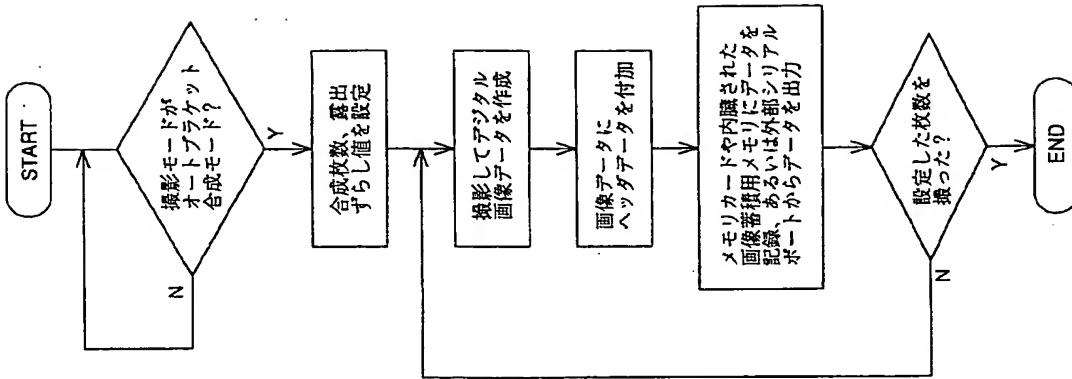 START
撮影モードが
オートブラケット
合成モード?
N
Y
合成枚数、露出
ずらし値を設定
撮影してデジタル
画像データを作成
画像データに
ヘッダデータを付加
メモリカードや内臓された
画像蓄積用メモリにデータを
記録、あるいは外部シリアル
ポートからデータを出力
設定した枚数を
撮った?
N
Y
END